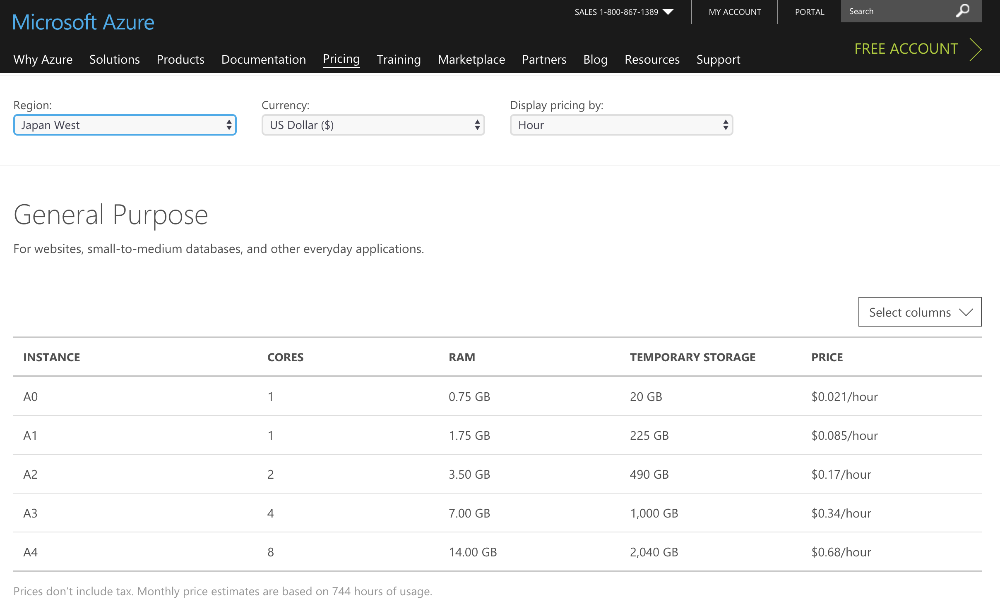 SALES 1-800-867-1389 MY ACCOUNT PORTAL Search
Microsoft Azure
FREE ACCOUNT
Why Azure Solutions Products Documentation Pricing Training Marketplace Partners Blog Resources Support
Region: Currency: Display pricing by:
Japan West US Dollar ($) Hour
General Purpose
For websites, small-to-medium databases, and other everyday applications.
Select columns
INSTANCE CORES RAM TEMPORARY STORAGE PRICE
A0 1 0.75 GB 20 GB $0.021/hour
A1 1 1.75 GB 225 GB $0.085/hour
A2 2 3.50 GB 490 GB $0.17/hour
A3 4 7.00 GB 1,000 GB $0.34/hour
A4 8 14.00 GB 2,040 GB $0.68/hour
Prices don’t include tax. Monthly price estimates are based on 744 hours of usage.